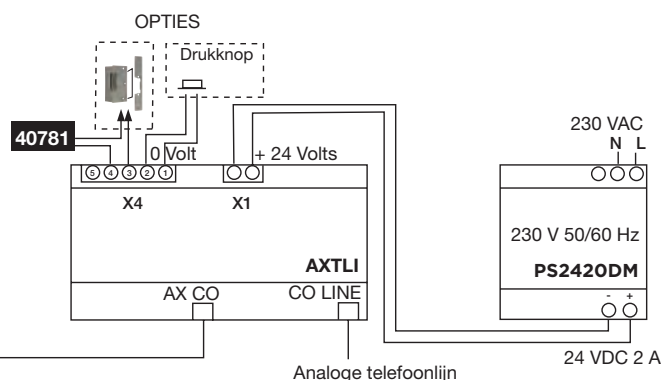 OPTIES
Drukknop
40781
0 Volt
+ 24 Volts
5 4 3 2 1
X4
X1
AXTLI
AX CO
CO LINE
Analoge telefoonlijn
230 VAC
N L
230 V 50/60 Hz
PS2420DM
- +
24 VDC 2 A